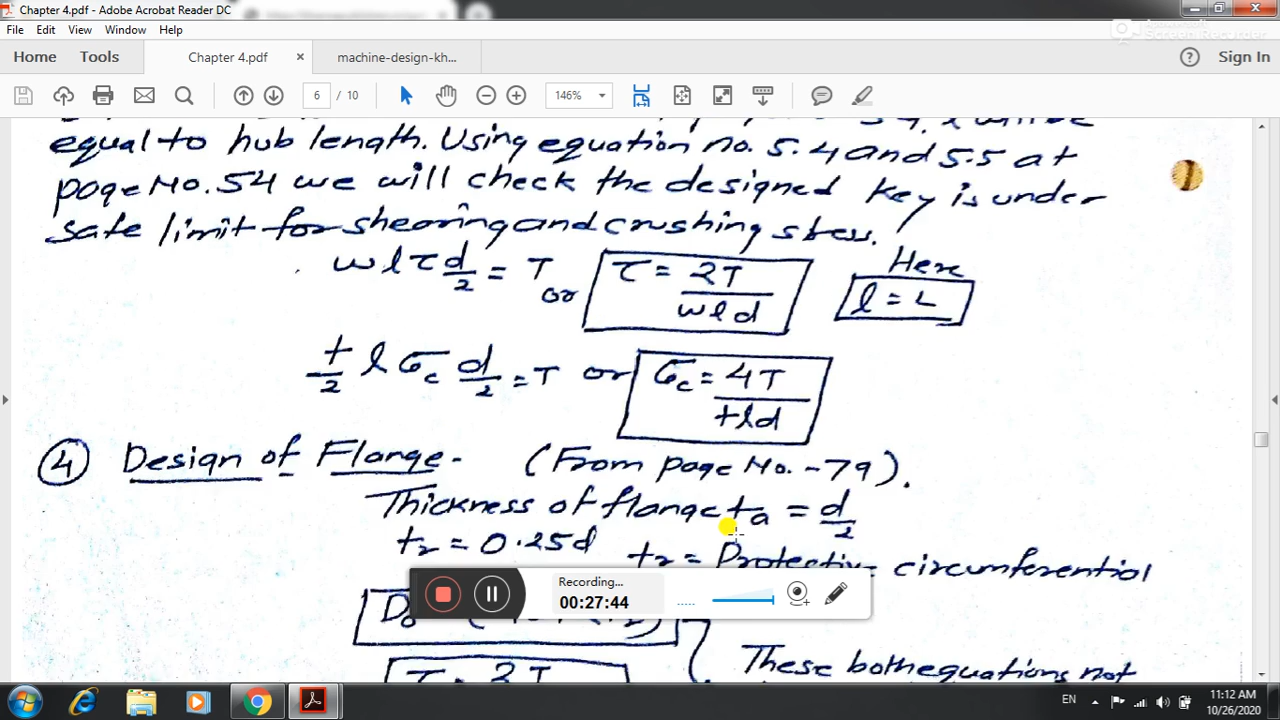 Chapter 4.pdf - Adobe Acrobat Reader DC
File Edit View Window Help
Home Tools Chapter 4.pdf × machine-design-kh... Sign In
6 / 10 146%
equal to hub length. Using equation no. 5.4 and 5.5 at
page No. 54 we will check the designed key is under
safe limit for shearing and crushing stress.
w l τ d/2 = T or τ = 2T/wld Here l = L
t/2 l σc d/2 = T or σc = 4T/tld
④ Design of Flange. (From page No. -79).
Thickness of flange ta = d/2
tr = 0.25d tr = Protective circumferential
Recording...
00:27:44
These both equations not
EN 11:12 AM
10/26/2020